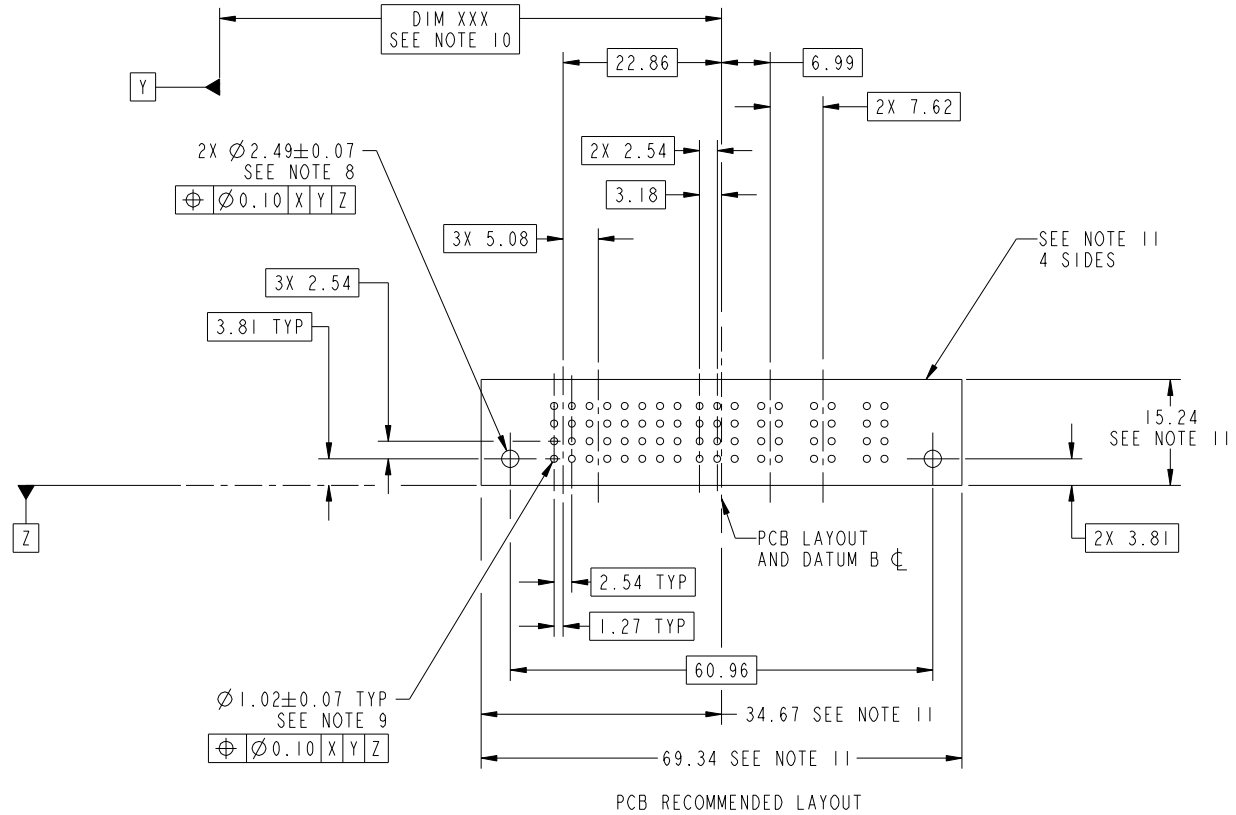 DIM XXX
SEE NOTE 10
22.86
6.99
Y
2X 7.62
2X Ø2.49±0.07
SEE NOTE 8
⌖ Ø0.10 X Y Z
2X 2.54
3.18
3X 5.08
SEE NOTE 11
4 SIDES
3X 2.54
3.81 TYP
15.24
SEE NOTE 11
Z
PCB LAYOUT
AND DATUM B ℄
2X 3.81
2.54 TYP
1.27 TYP
60.96
Ø1.02±0.07 TYP
SEE NOTE 9
⌖ Ø0.10 X Y Z
34.67 SEE NOTE 11
69.34 SEE NOTE 11
PCB RECOMMENDED LAYOUT